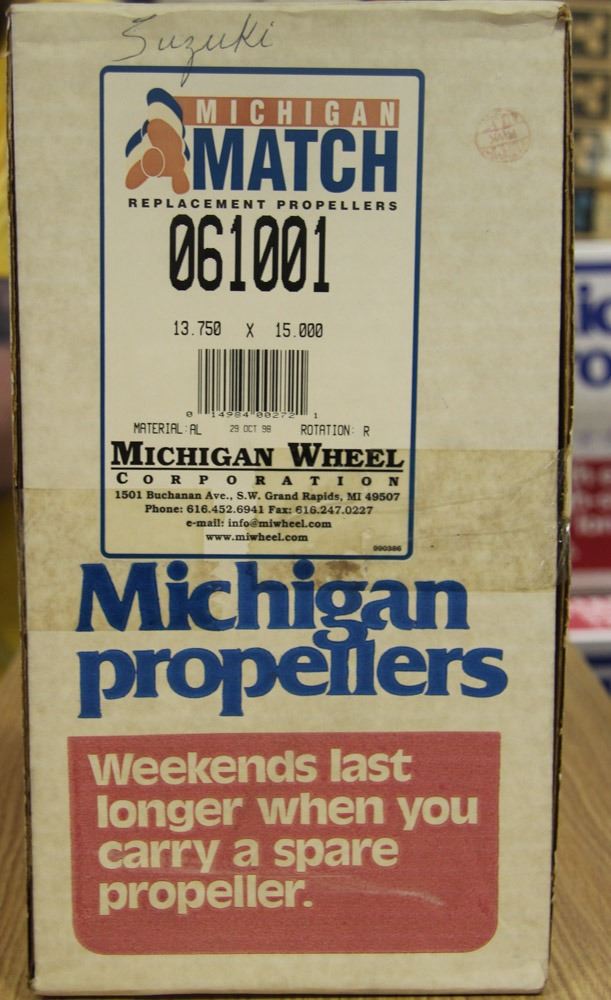 Suzuki
MICHIGAN
MATCH
REPLACEMENT PROPELLERS
061001
13.750 X 15.000
0 14984 00272 1
MATERIAL: AL 29 OCT 98 ROTATION: R
MICHIGAN WHEEL
CORPORATION
1501 Buchanan Ave., S.W. Grand Rapids, MI 49507
Phone: 616.452.6941 Fax: 616.247.0227
e-mail: info@miwheel.com
www.miwheel.com
990386
Michigan
propellers
Weekends last
longer when you
carry a spare
propeller.